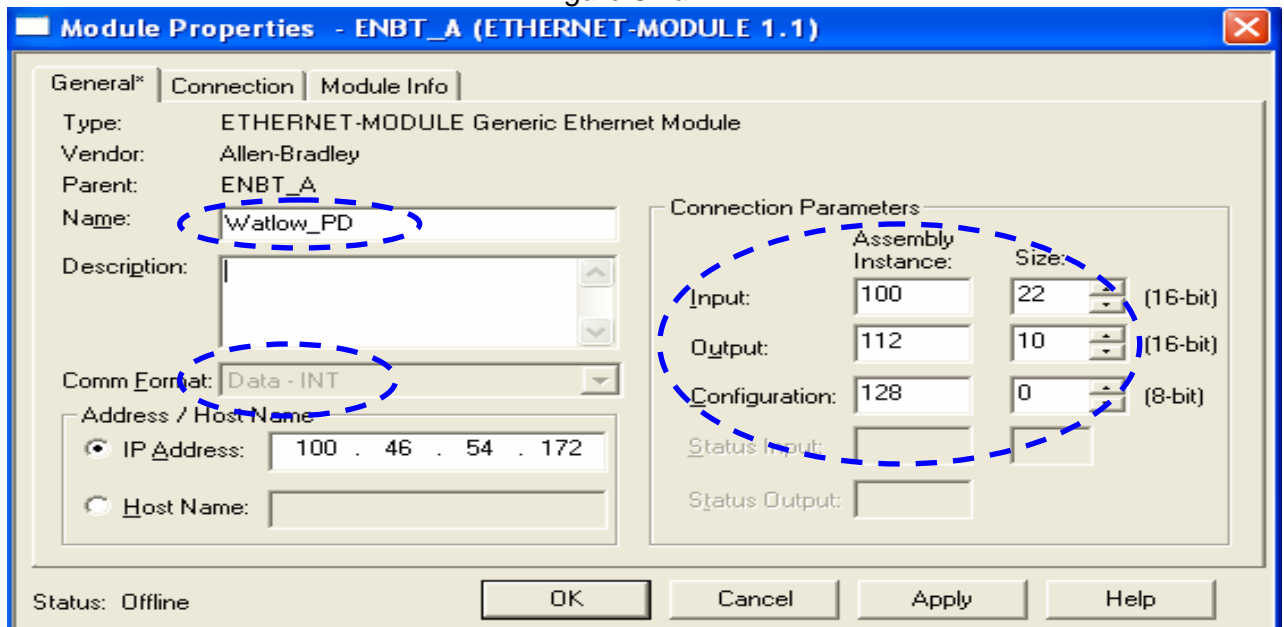 Module Properties - ENBT_A (ETHERNET-MODULE 1.1)
General* Connection Module Info
Type: ETHERNET-MODULE Generic Ethernet Module
Vendor: Allen-Bradley
Parent: ENBT_A
Name: Watlow_PD
Description:
Comm Format: Data - INT
Address / Host Name
IP Address: 100 . 46 . 54 . 172
Host Name:
Connection Parameters
Assembly
Instance: Size:
Input: 100 22 (16-bit)
Output: 112 10 (16-bit)
Configuration: 128 0 (8-bit)
Status Input:
Status Output:
Status: Offline
OK Cancel Apply Help